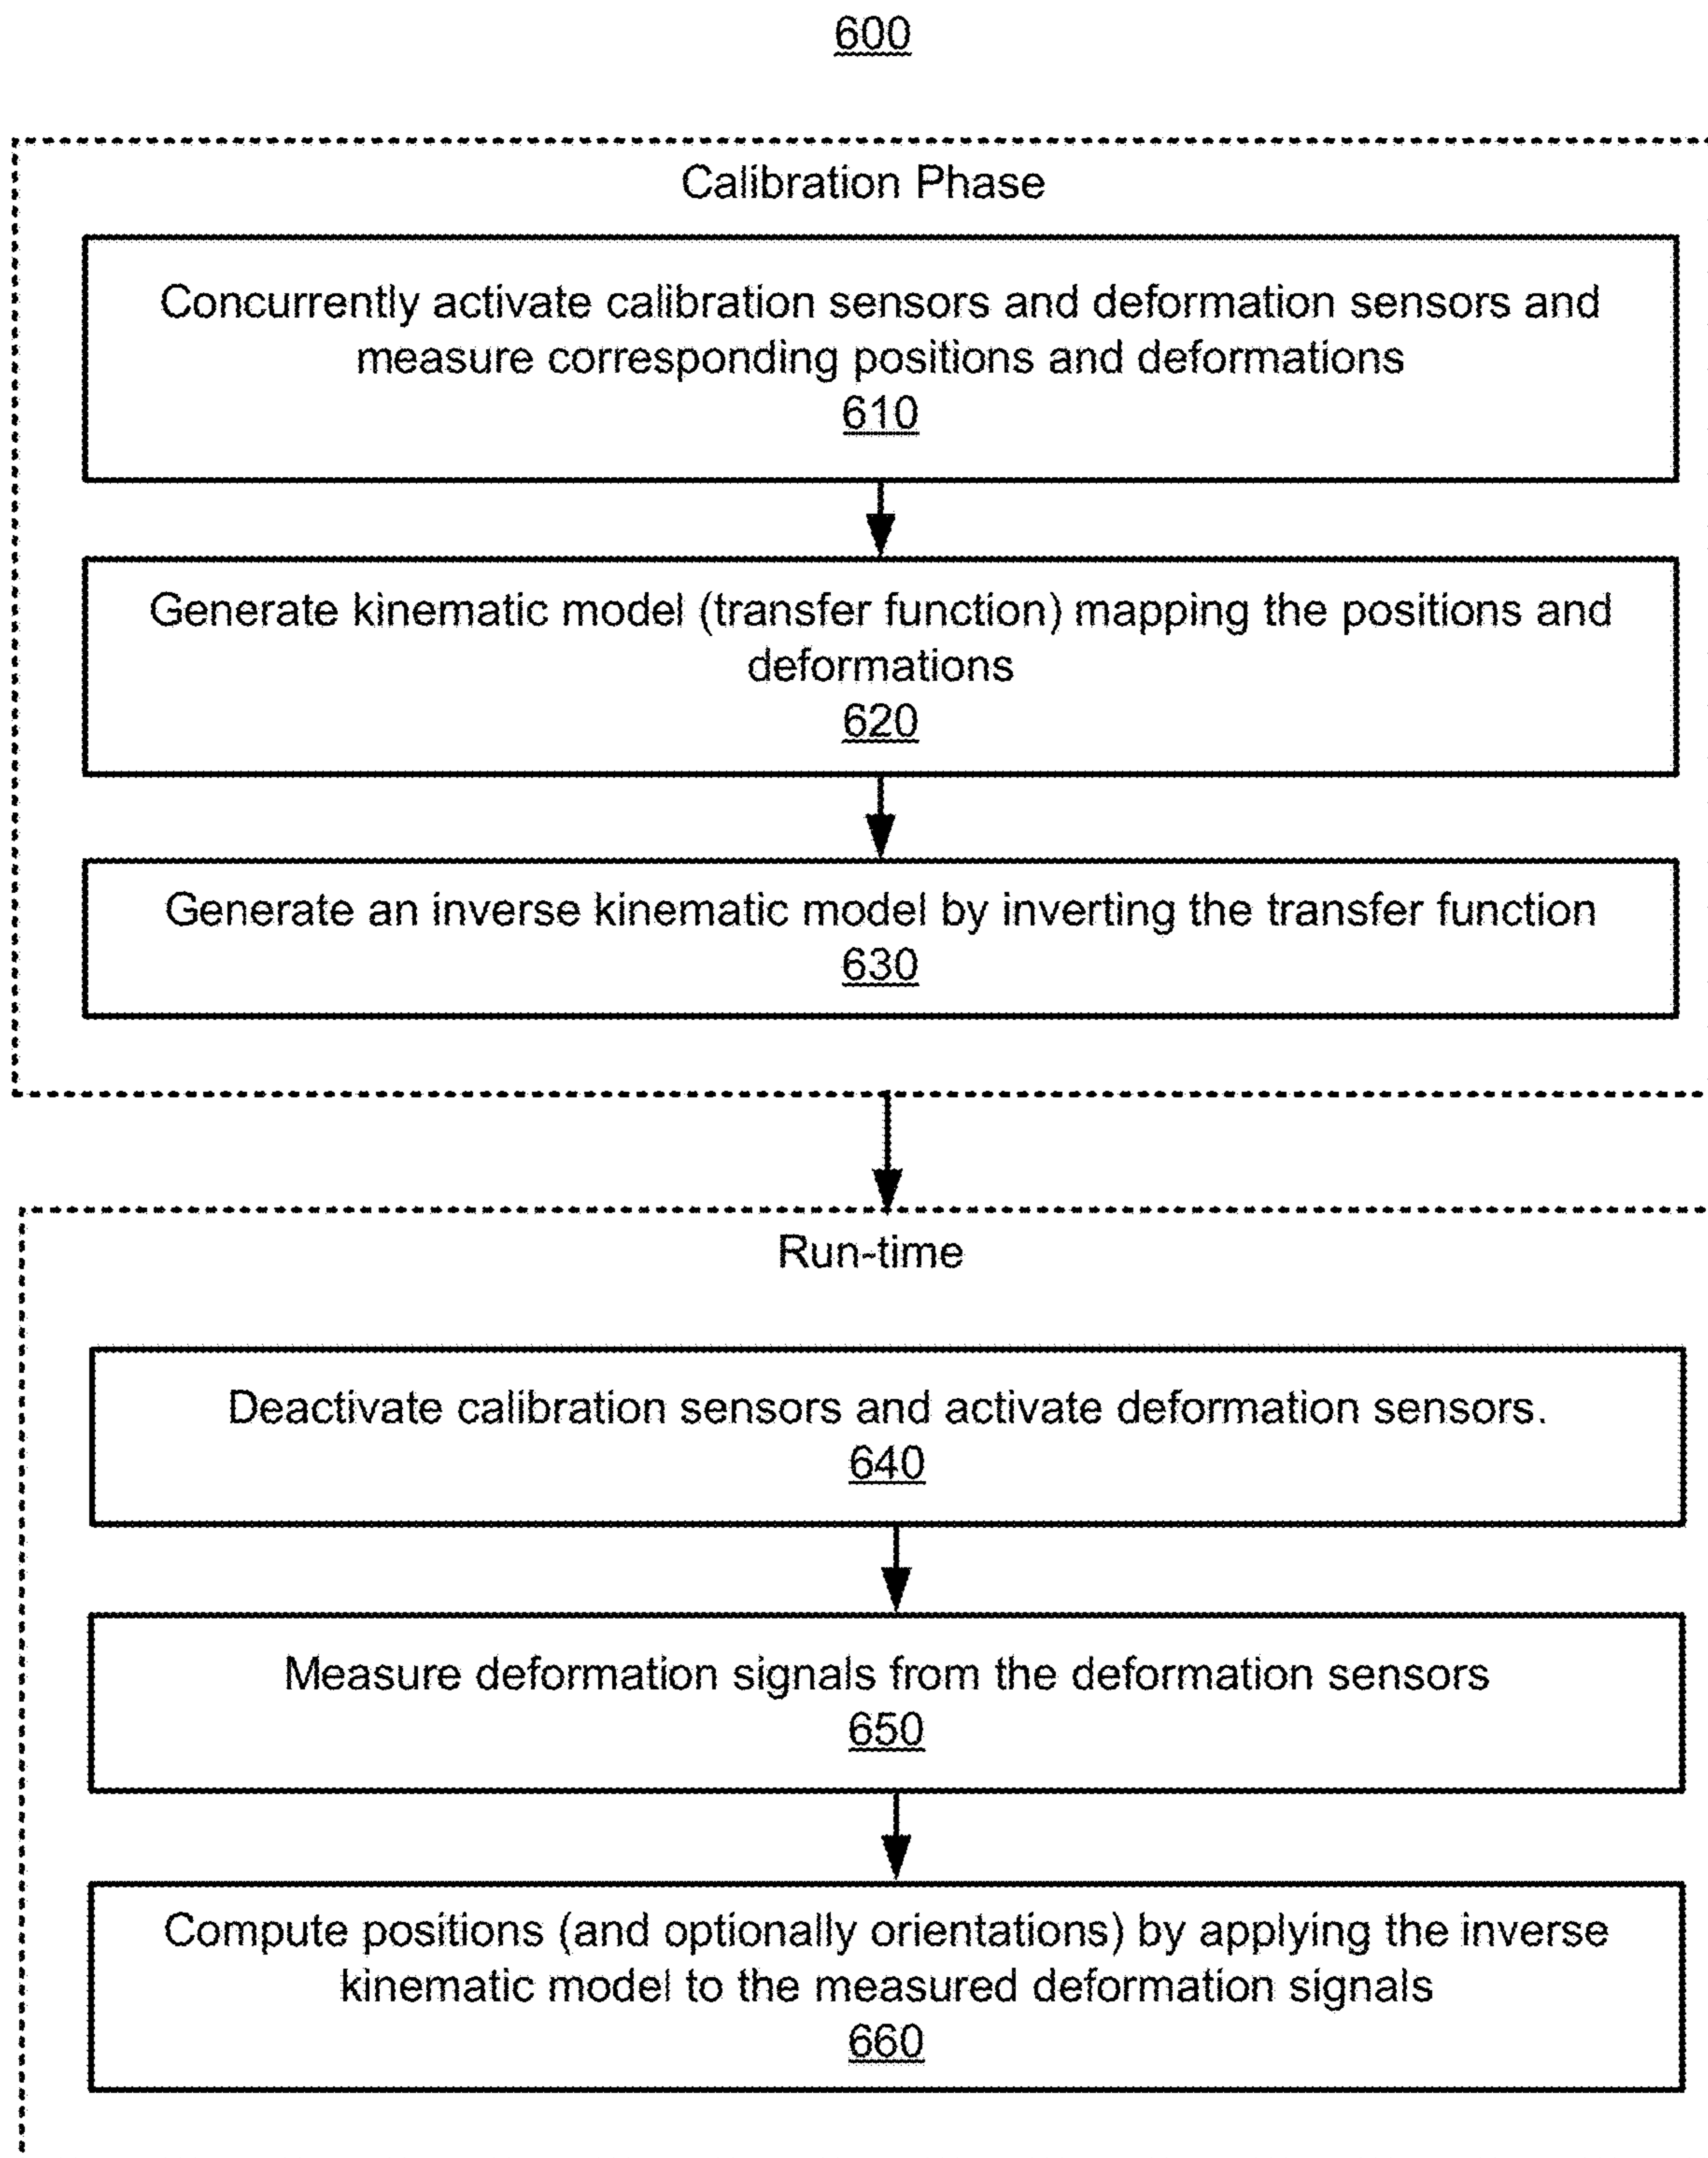 600
Calibration Phase
Concurrently activate calibration sensors and deformation sensors and
measure corresponding positions and deformations
610
Generate kinematic model (transfer function) mapping the positions and
deformations
620
Generate an inverse kinematic model by inverting the transfer function
630
Run-time
Deactivate calibration sensors and activate deformation sensors.
640
Measure deformation signals from the deformation sensors
650
Compute positions (and optionally orientations) by applying the inverse
kinematic model to the measured deformation signals
660